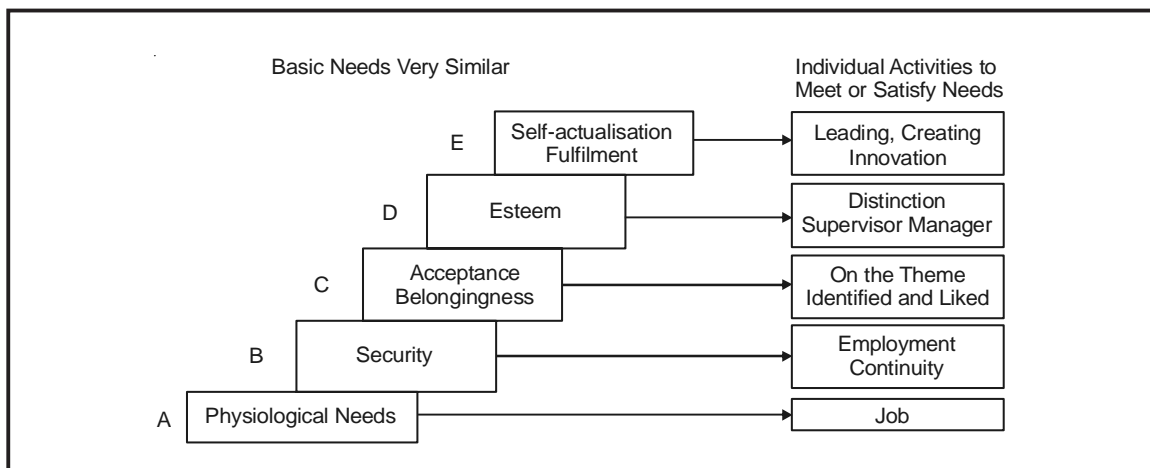 Basic Needs Very Similar
Individual Activities to
Meet or Satisfy Needs
E
Self-actualisation
Fulfilment
Leading, Creating
Innovation
D
Esteem
Distinction
Supervisor Manager
C
Acceptance
Belongingness
On the Theme
Identified and Liked
B
Security
Employment
Continuity
A
Physiological Needs
Job